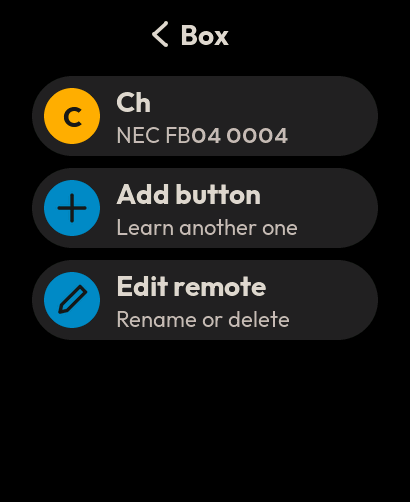 Box
C
Ch
NEC FB04 0004
Add button
Learn another one
Edit remote
Rename or delete